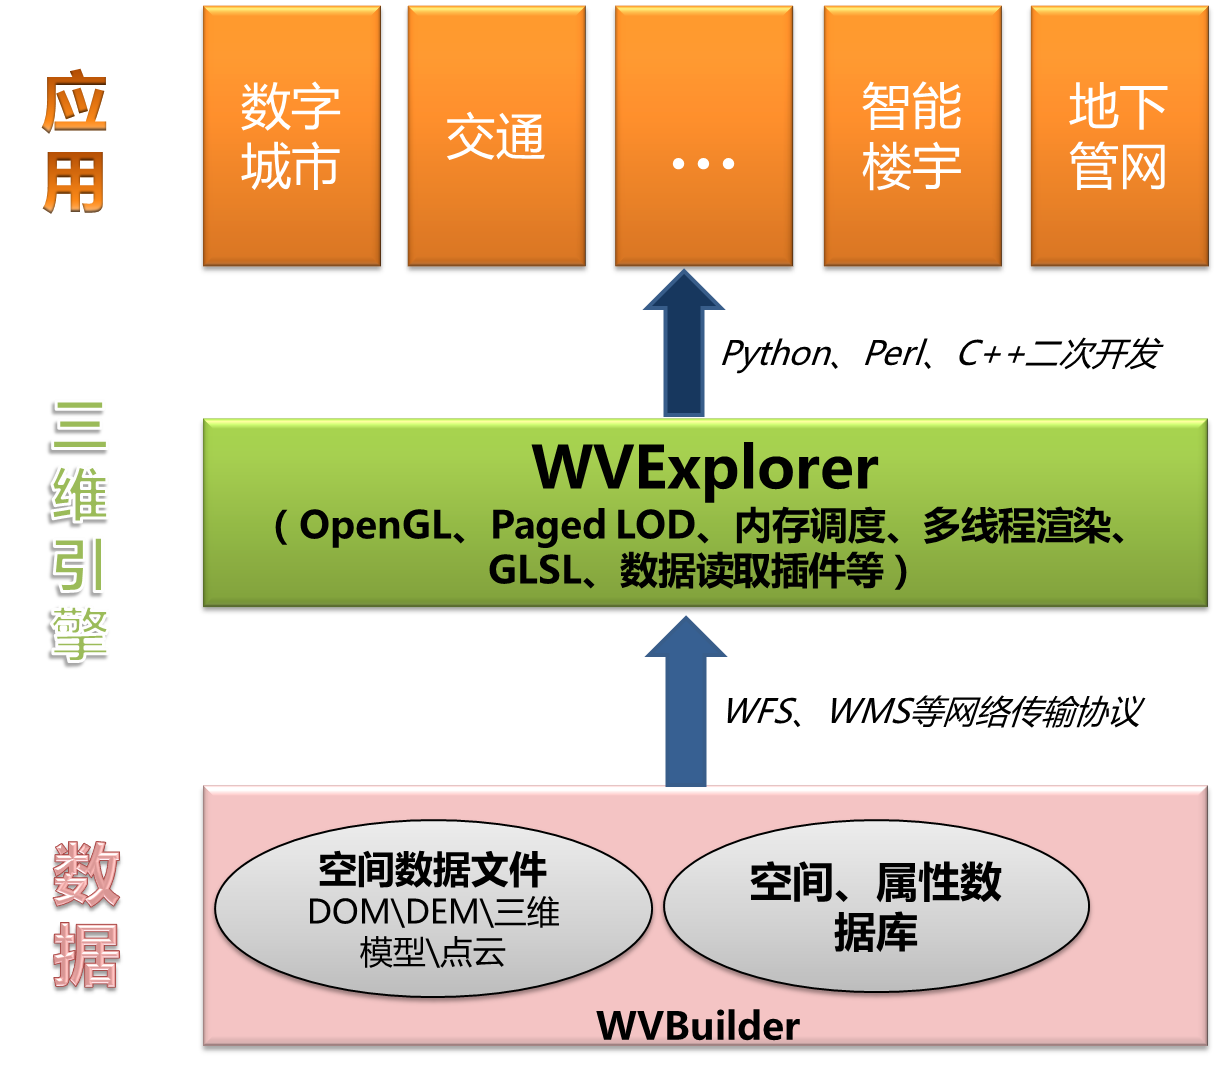 应用
数字
城市
交通
...
智能
楼宇
地下
管网
Python、Perl、C++二次开发
三维引擎
WVExplorer
（OpenGL、Paged LOD、内存调度、多线程渲染、
GLSL、数据读取插件等）
WFS、WMS等网络传输协议
数据
空间数据文件
DOM\DEM\三维
模型\点云
空间、属性数
据库
WVBuilder